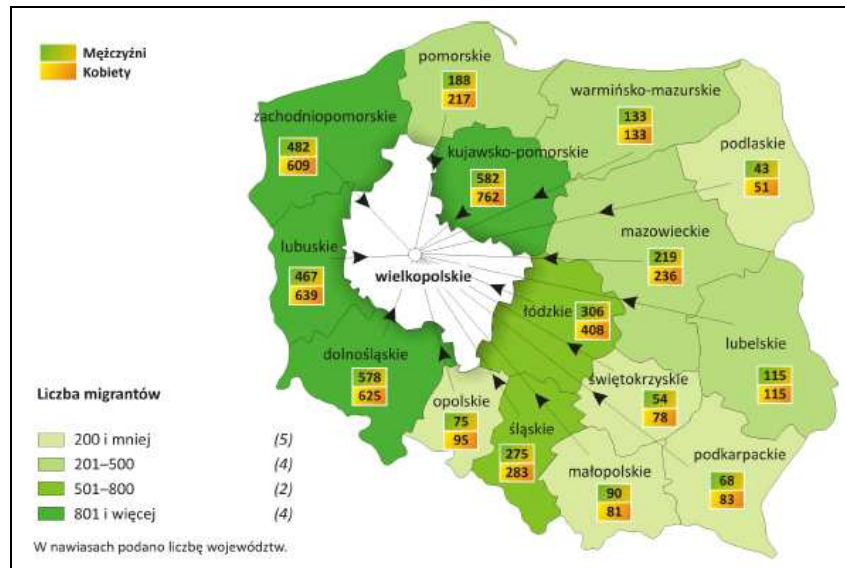 Mężczyźni
Kobiety
pomorskie
188
217
warmińsko-mazurskie
133
133
zachodniopomorskie
482
609
podlaskie
43
51
kujawsko-pomorskie
582
762
mazowieckie
219
236
lubuskie
467
639
wielkopolskie
łódzkie
306
408
lubelskie
115
115
dolnośląskie
578
625
opolskie
75
95
śląskie
275
283
świętokrzyskie
54
78
małopolskie
90
81
podkarpackie
68
83
Liczba migrantów
200 i mniej (5)
201–500 (4)
501–800 (2)
801 i więcej (4)
W nawiasach podano liczbę województw.